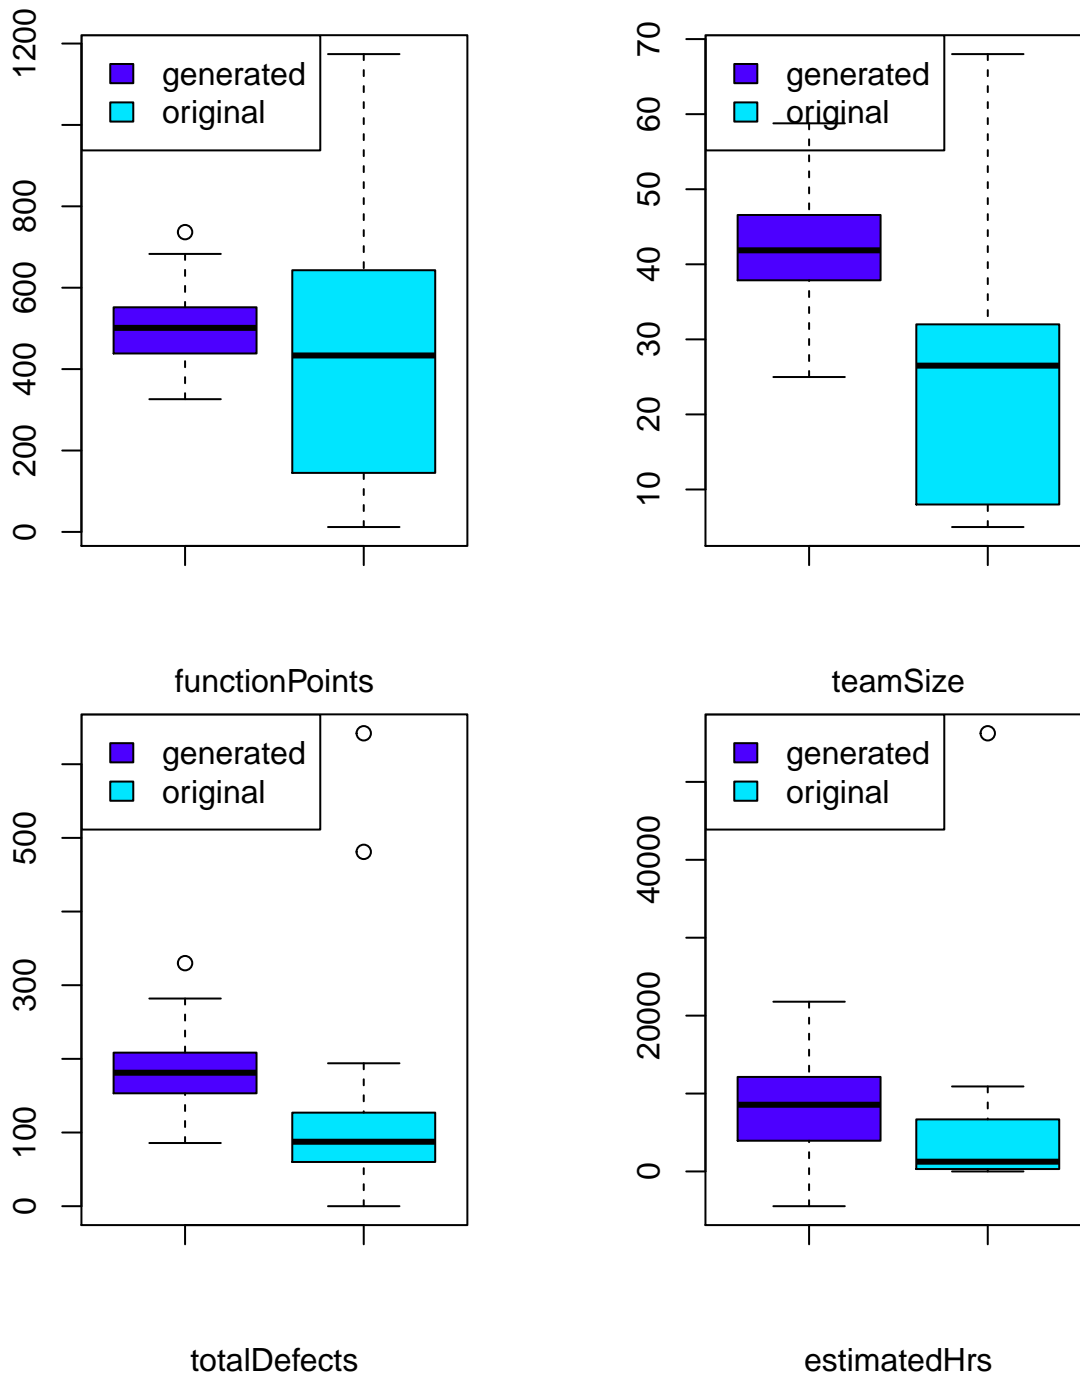 1200
800
600
400
200
0
generated
original
functionPoints
70
60
50
40
30
20
10
generated
original
teamSize
500
300
100
0
generated
original
totalDefects
40000
20000
0
generated
original
estimatedHrs